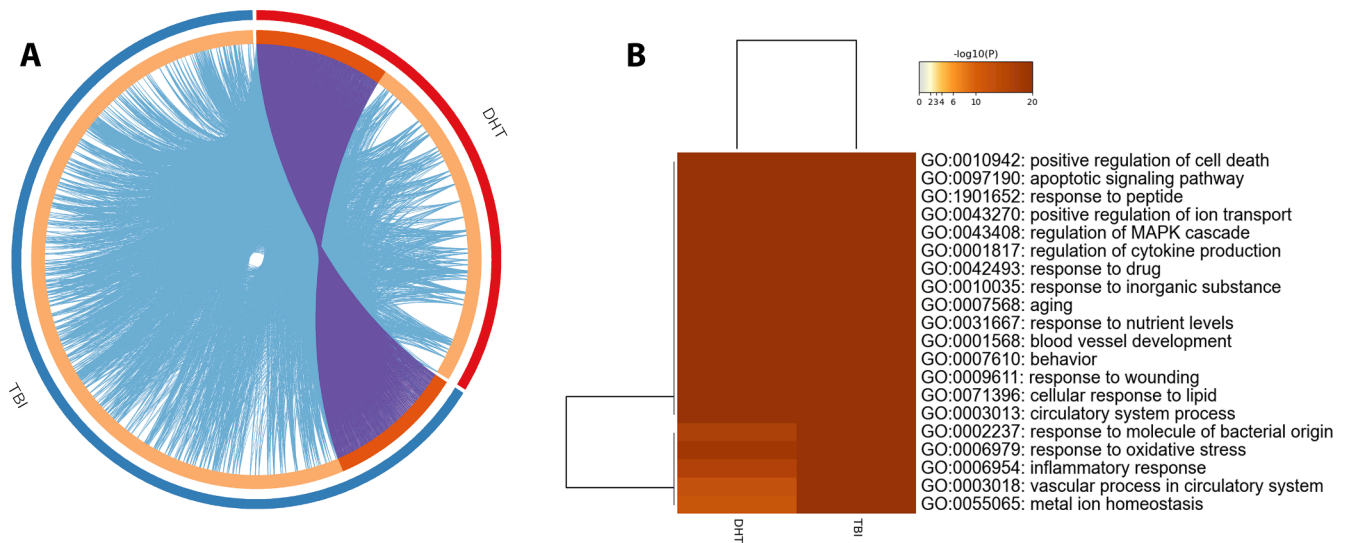 A
DHT
TBI
B
-log10(P)
0 2 3 4 6 10 20
GO:0010942: positive regulation of cell death
GO:0097190: apoptotic signaling pathway
GO:1901652: response to peptide
GO:0043270: positive regulation of ion transport
GO:0043408: regulation of MAPK cascade
GO:0001817: regulation of cytokine production
GO:0042493: response to drug
GO:0010035: response to inorganic substance
GO:0007568: aging
GO:0031667: response to nutrient levels
GO:0001568: blood vessel development
GO:0007610: behavior
GO:0009611: response to wounding
GO:0071396: cellular response to lipid
GO:0003013: circulatory system process
GO:0002237: response to molecule of bacterial origin
GO:0006979: response to oxidative stress
GO:0006954: inflammatory response
GO:0003018: vascular process in circulatory system
GO:0055065: metal ion homeostasis
DHT
TBI